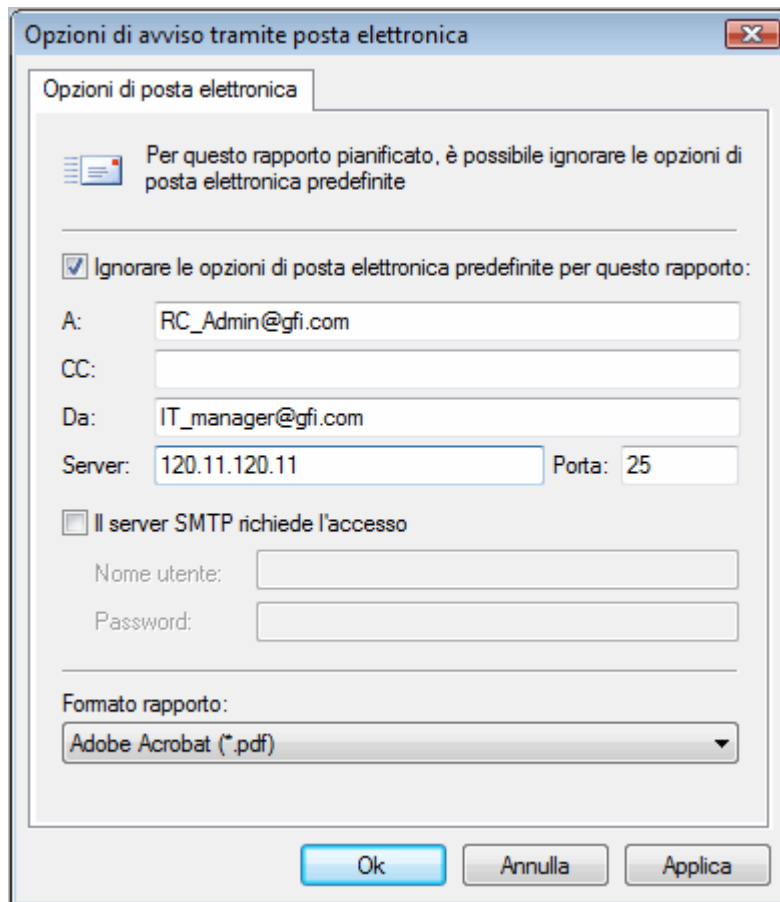 Opzioni di avviso tramite posta elettronica
Opzioni di posta elettronica
Per questo rapporto pianificato, è possibile ignorare le opzioni di
posta elettronica predefinite
Ignorare le opzioni di posta elettronica predefinite per questo rapporto:
A: RC_Admin@gfi.com
CC:
Da: IT_manager@gfi.com
Server: 120.11.120.11 Porta: 25
Il server SMTP richiede l'accesso
Nome utente:
Password:
Formato rapporto:
Adobe Acrobat (*.pdf)
Ok Annulla Applica